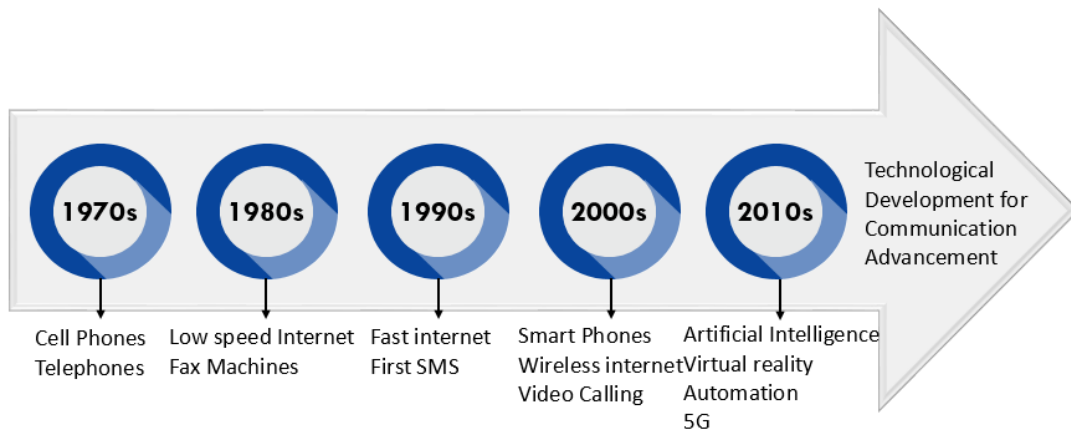 1970s
1980s
1990s
2000s
2010s
Technological
Development for
Communication
Advancement
Cell Phones
Telephones
Low speed Internet
Fax Machines
Fast internet
First SMS
Smart Phones
Wireless internet
Video Calling
Artificial Intelligence
Virtual reality
Automation
5G